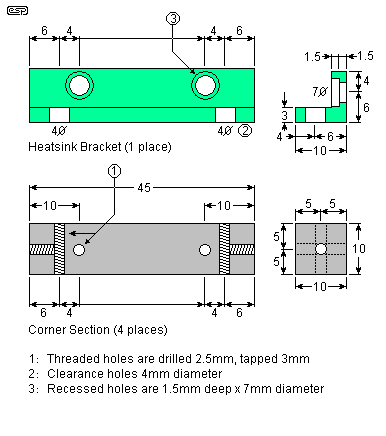 ESP
3
6 4 4 6
1.5 1.5
7Ø
4
6
3
4Ø 4Ø 2
4 6
10
Heatsink Bracket (1 place)
1
45
10 10
5 5
5
5
10
10
6 4 4 6
Corner Section (4 places)
1: Threaded holes are drilled 2.5mm, tapped 3mm
2: Clearance holes 4mm diameter
3: Recessed holes are 1.5mm deep x 7mm diameter